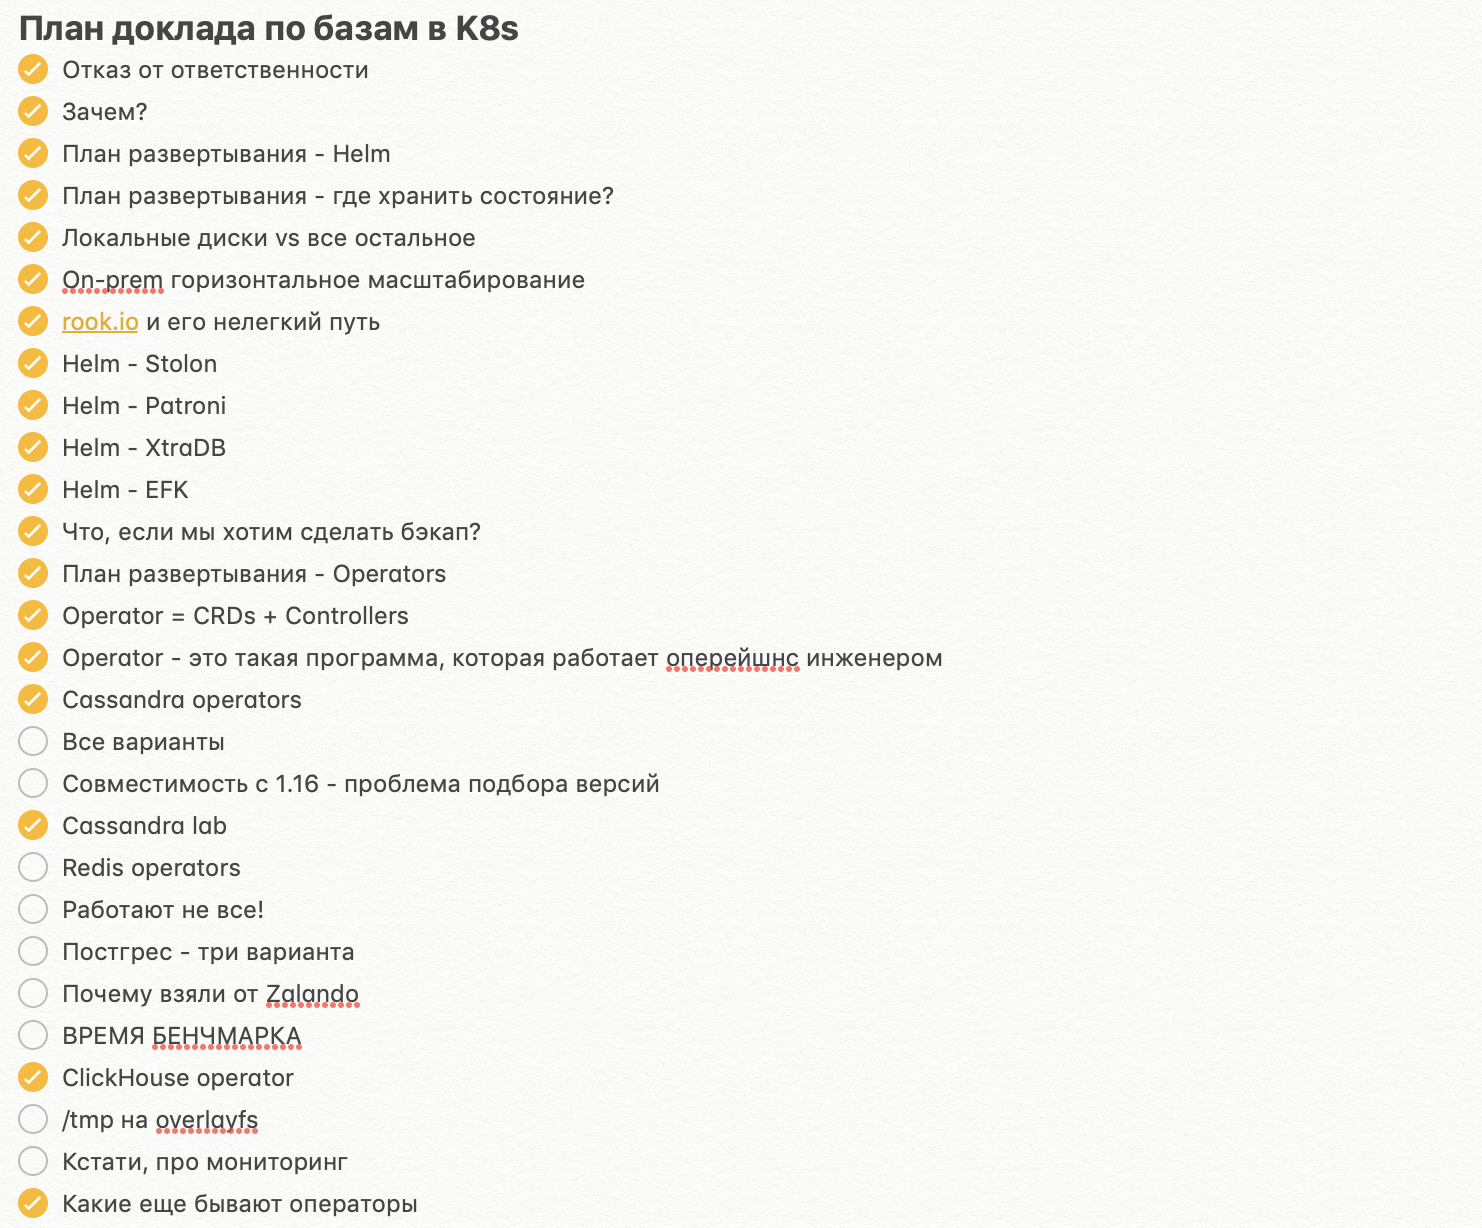 План доклада по базам в K8s
Отказ от ответственности
Зачем?
План развертывания - Helm
План развертывания - где хранить состояние?
Локальные диски vs все остальное
On-prem горизонтальное масштабирование
rook.io и его нелегкий путь
Helm - Stolon
Helm - Patroni
Helm - XtraDB
Helm - EFK
Что, если мы хотим сделать бэкап?
План развертывания - Operators
Operator = CRDs + Controllers
Operator - это такая программа, которая работает оперейшнс инженером
Cassandra operators
Все варианты
Совместимость с 1.16 - проблема подбора версий
Cassandra lab
Redis operators
Работают не все!
Постгрес - три варианта
Почему взяли от Zalando
ВРЕМЯ БЕНЧМАРКА
ClickHouse operator
/tmp на overlayfs
Кстати, про мониторинг
Какие еще бывают операторы